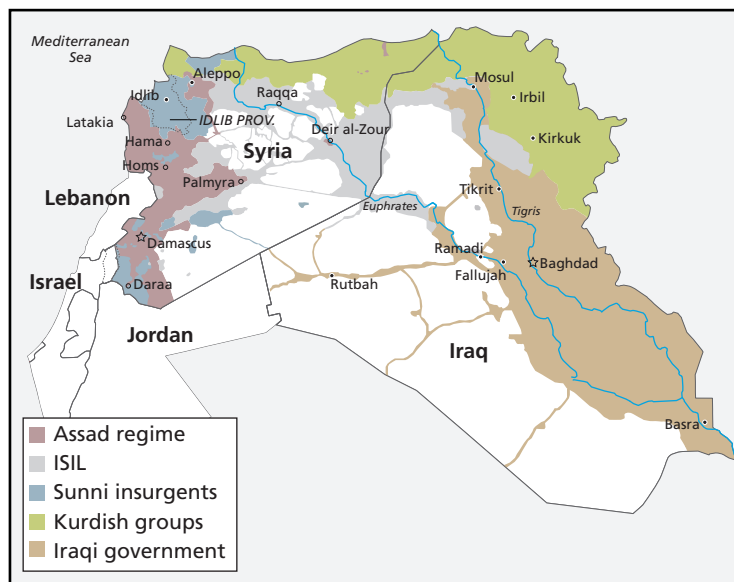 Mediterranean
Sea
Aleppo
Mosul
Idlib
Raqqa
Irbil
Latakia
IDLIB PROV.
Deir al-Zour
Kirkuk
Hama
Syria
Homs
Palmyra
Lebanon
Tikrit
Euphrates
Tigris
Damascus
Ramadi
Baghdad
Israel
Daraa
Rutbah
Fallujah
Jordan
Iraq
Basra
Assad regime
ISIL
Sunni insurgents
Kurdish groups
Iraqi government